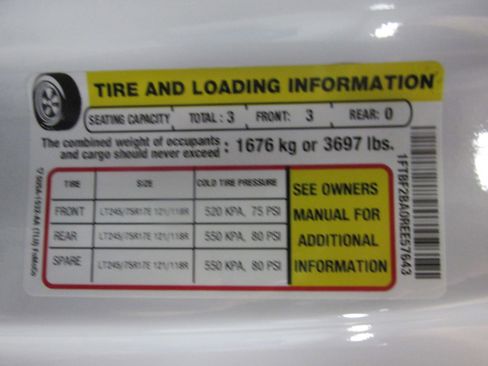 TIRE AND LOADING INFORMATION
SEATING CAPACITY TOTAL : 3 FRONT: 3 REAR: 0
The combined weight of occupants
and cargo should never exceed : 1676 kg or 3697 lbs.
TIRE SIZE COLD TIRE PRESSURE
FRONT LT245/75R17E 121/118R 520 KPA, 75 PSI
REAR LT245/75R17E 121/118R 550 KPA, 80 PSI
SPARE LT245/75R17E 121/118R 550 KPA, 80 PSI
SEE OWNERS
MANUAL FOR
ADDITIONAL
INFORMATION